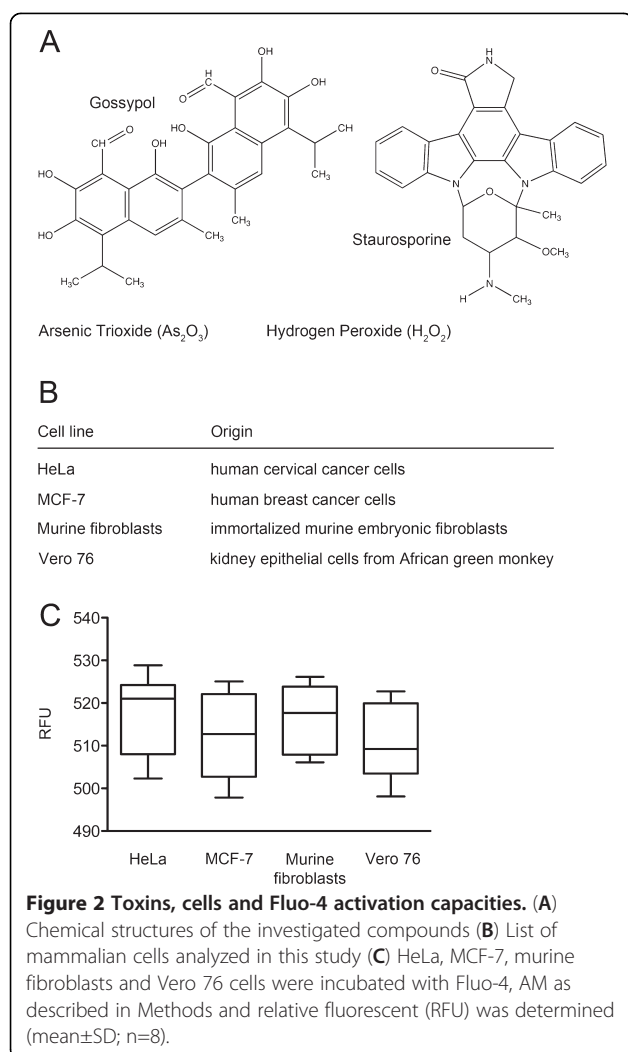 A
Gossypol
H
O
OH
OH
HO
CH
CH₃
CH₃
CH
O
OH
HO
HO
CH₃
H₃C
CH₃
H
N
O
N
N
O
CH₃
OCH₃
N
H
CH₃
Staurosporine
Arsenic Trioxide (As₂O₃) Hydrogen Peroxide (H₂O₂)
B
Cell line Origin
HeLa human cervical cancer cells
MCF-7 human breast cancer cells
Murine fibroblasts immortalized murine embryonic fibroblasts
Vero 76 kidney epithelial cells from African green monkey
C
RFU
540
530
520
510
500
490
HeLa MCF-7 Murine Vero 76
fibroblasts
Figure 2 Toxins, cells and Fluo-4 activation capacities. (A)
Chemical structures of the investigated compounds (B) List of
mammalian cells analyzed in this study (C) HeLa, MCF-7, murine
fibroblasts and Vero 76 cells were incubated with Fluo-4, AM as
described in Methods and relative fluorescent (RFU) was determined
(mean±SD; n=8).